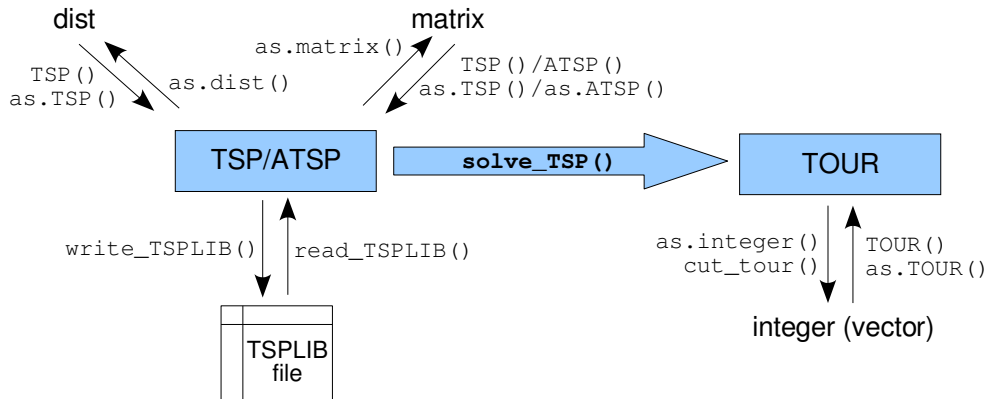 dist
matrix
as.matrix()
TSP()
as.TSP()
as.dist()
TSP()/ATSP()
as.TSP()/as.ATSP()
TSP/ATSP
solve_TSP()
TOUR
write_TSPLIB()
read_TSPLIB()
as.integer()
cut_tour()
TOUR()
as.TOUR()
TSPLIB
file
integer (vector)